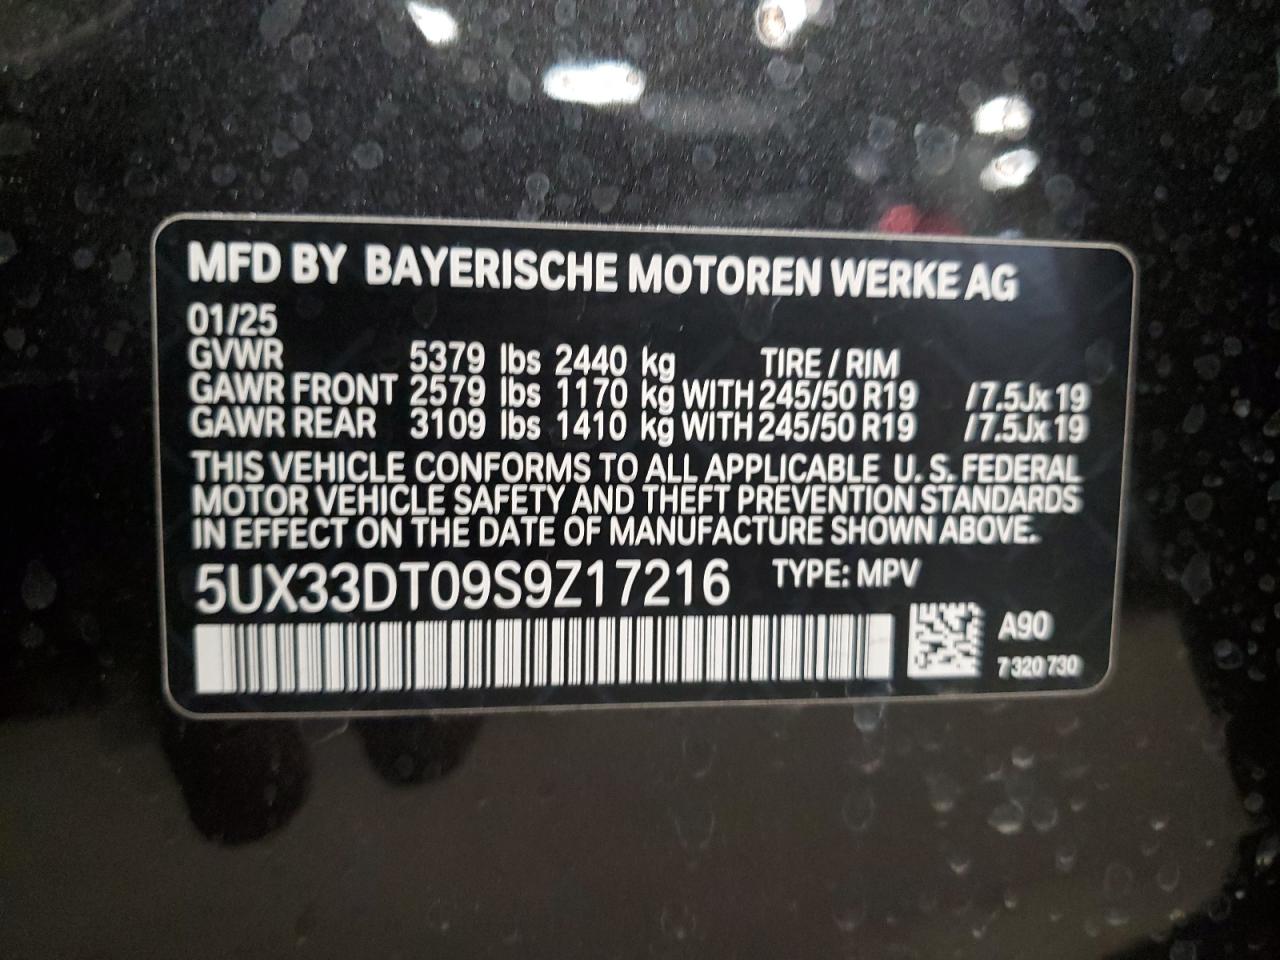 MFD BY BAYERISCHE MOTOREN WERKE AG
01/25
GVWR 5379 lbs 2440 kg TIRE / RIM
GAWR FRONT 2579 lbs 1170 kg WITH 245/50 R19 /7.5Jx19
GAWR REAR 3109 lbs 1410 kg WITH 245/50 R19 /7.5Jx19
THIS VEHICLE CONFORMS TO ALL APPLICABLE U. S. FEDERAL
MOTOR VEHICLE SAFETY AND THEFT PREVENTION STANDARDS
IN EFFECT ON THE DATE OF MANUFACTURE SHOWN ABOVE.
5UX33DT09S9Z17216 TYPE: MPV
A90
7 320 730